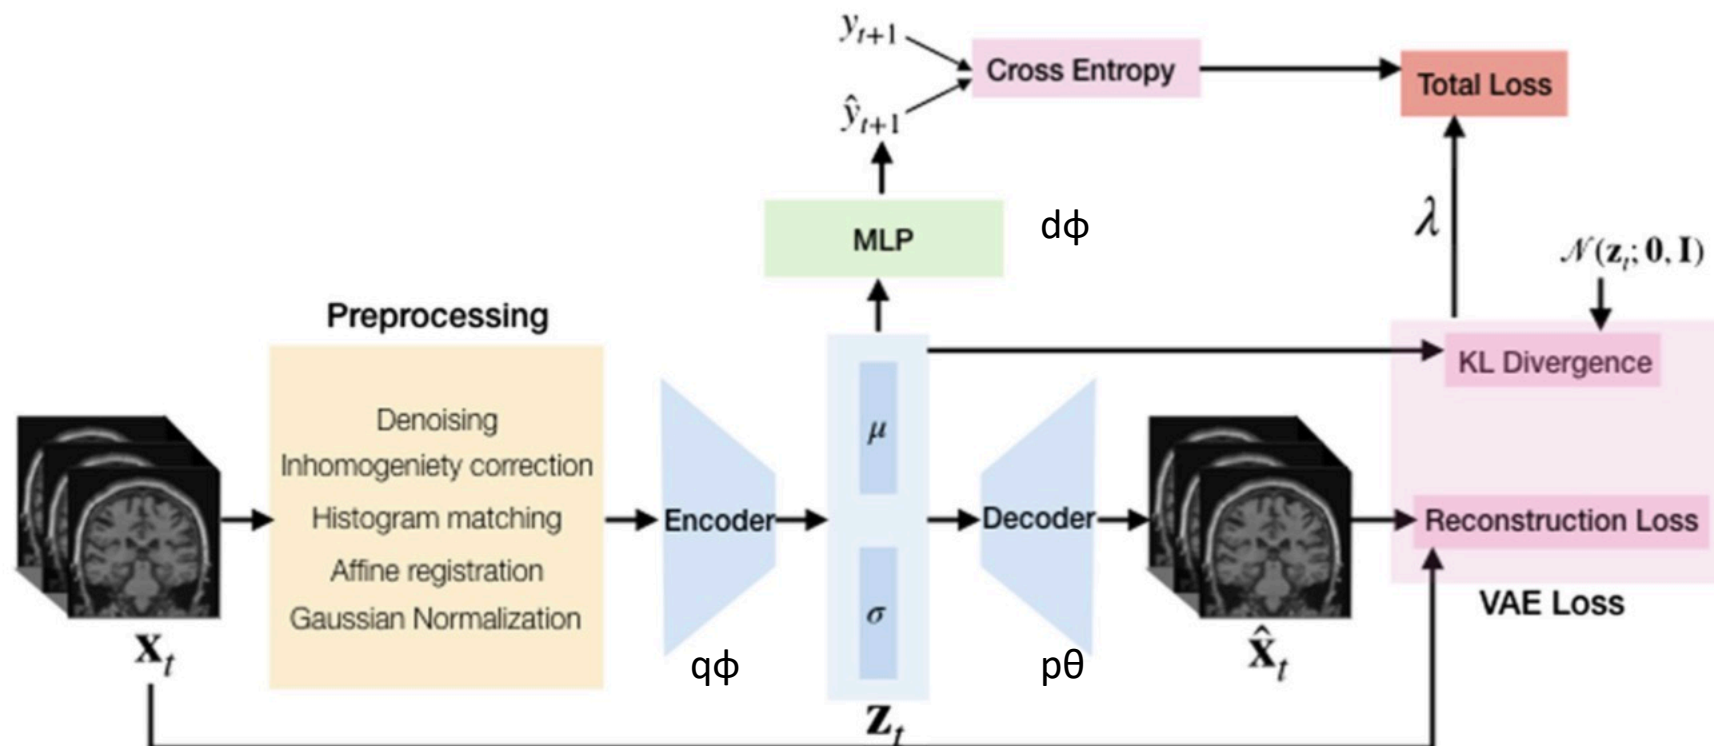 y_{t+1}
Cross Entropy
Total Loss
ŷ_{t+1}
MLP
dϕ
λ
𝒩(z_t; 0, I)
Preprocessing
KL Divergence
Denoising
Inhomogeniety correction
Histogram matching
Affine registration
Gaussian Normalization
Encoder
μ
σ
Decoder
Reconstruction Loss
VAE Loss
x_t
qϕ
z_t
pθ
x̂_t